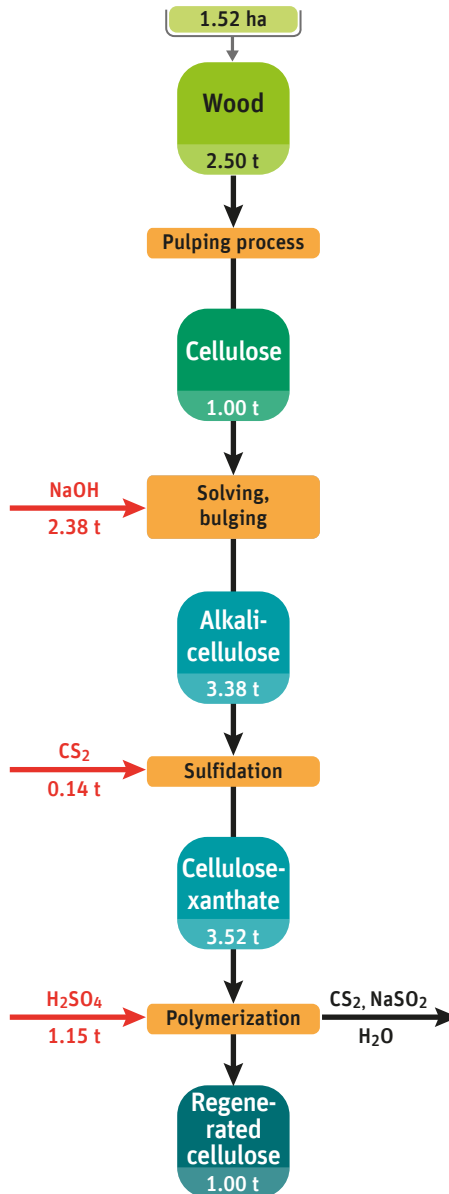 1.52 ha
Wood
2.50 t
Pulping process
Cellulose
1.00 t
NaOH
2.38 t
Solving,
bulging
Alkali-
cellulose
3.38 t
CS₂
0.14 t
Sulfidation
Cellulose-
xanthate
3.52 t
H₂SO₄
1.15 t
Polymerization
CS₂, NaSO₂
H₂O
Regene-
rated
cellulose
1.00 t